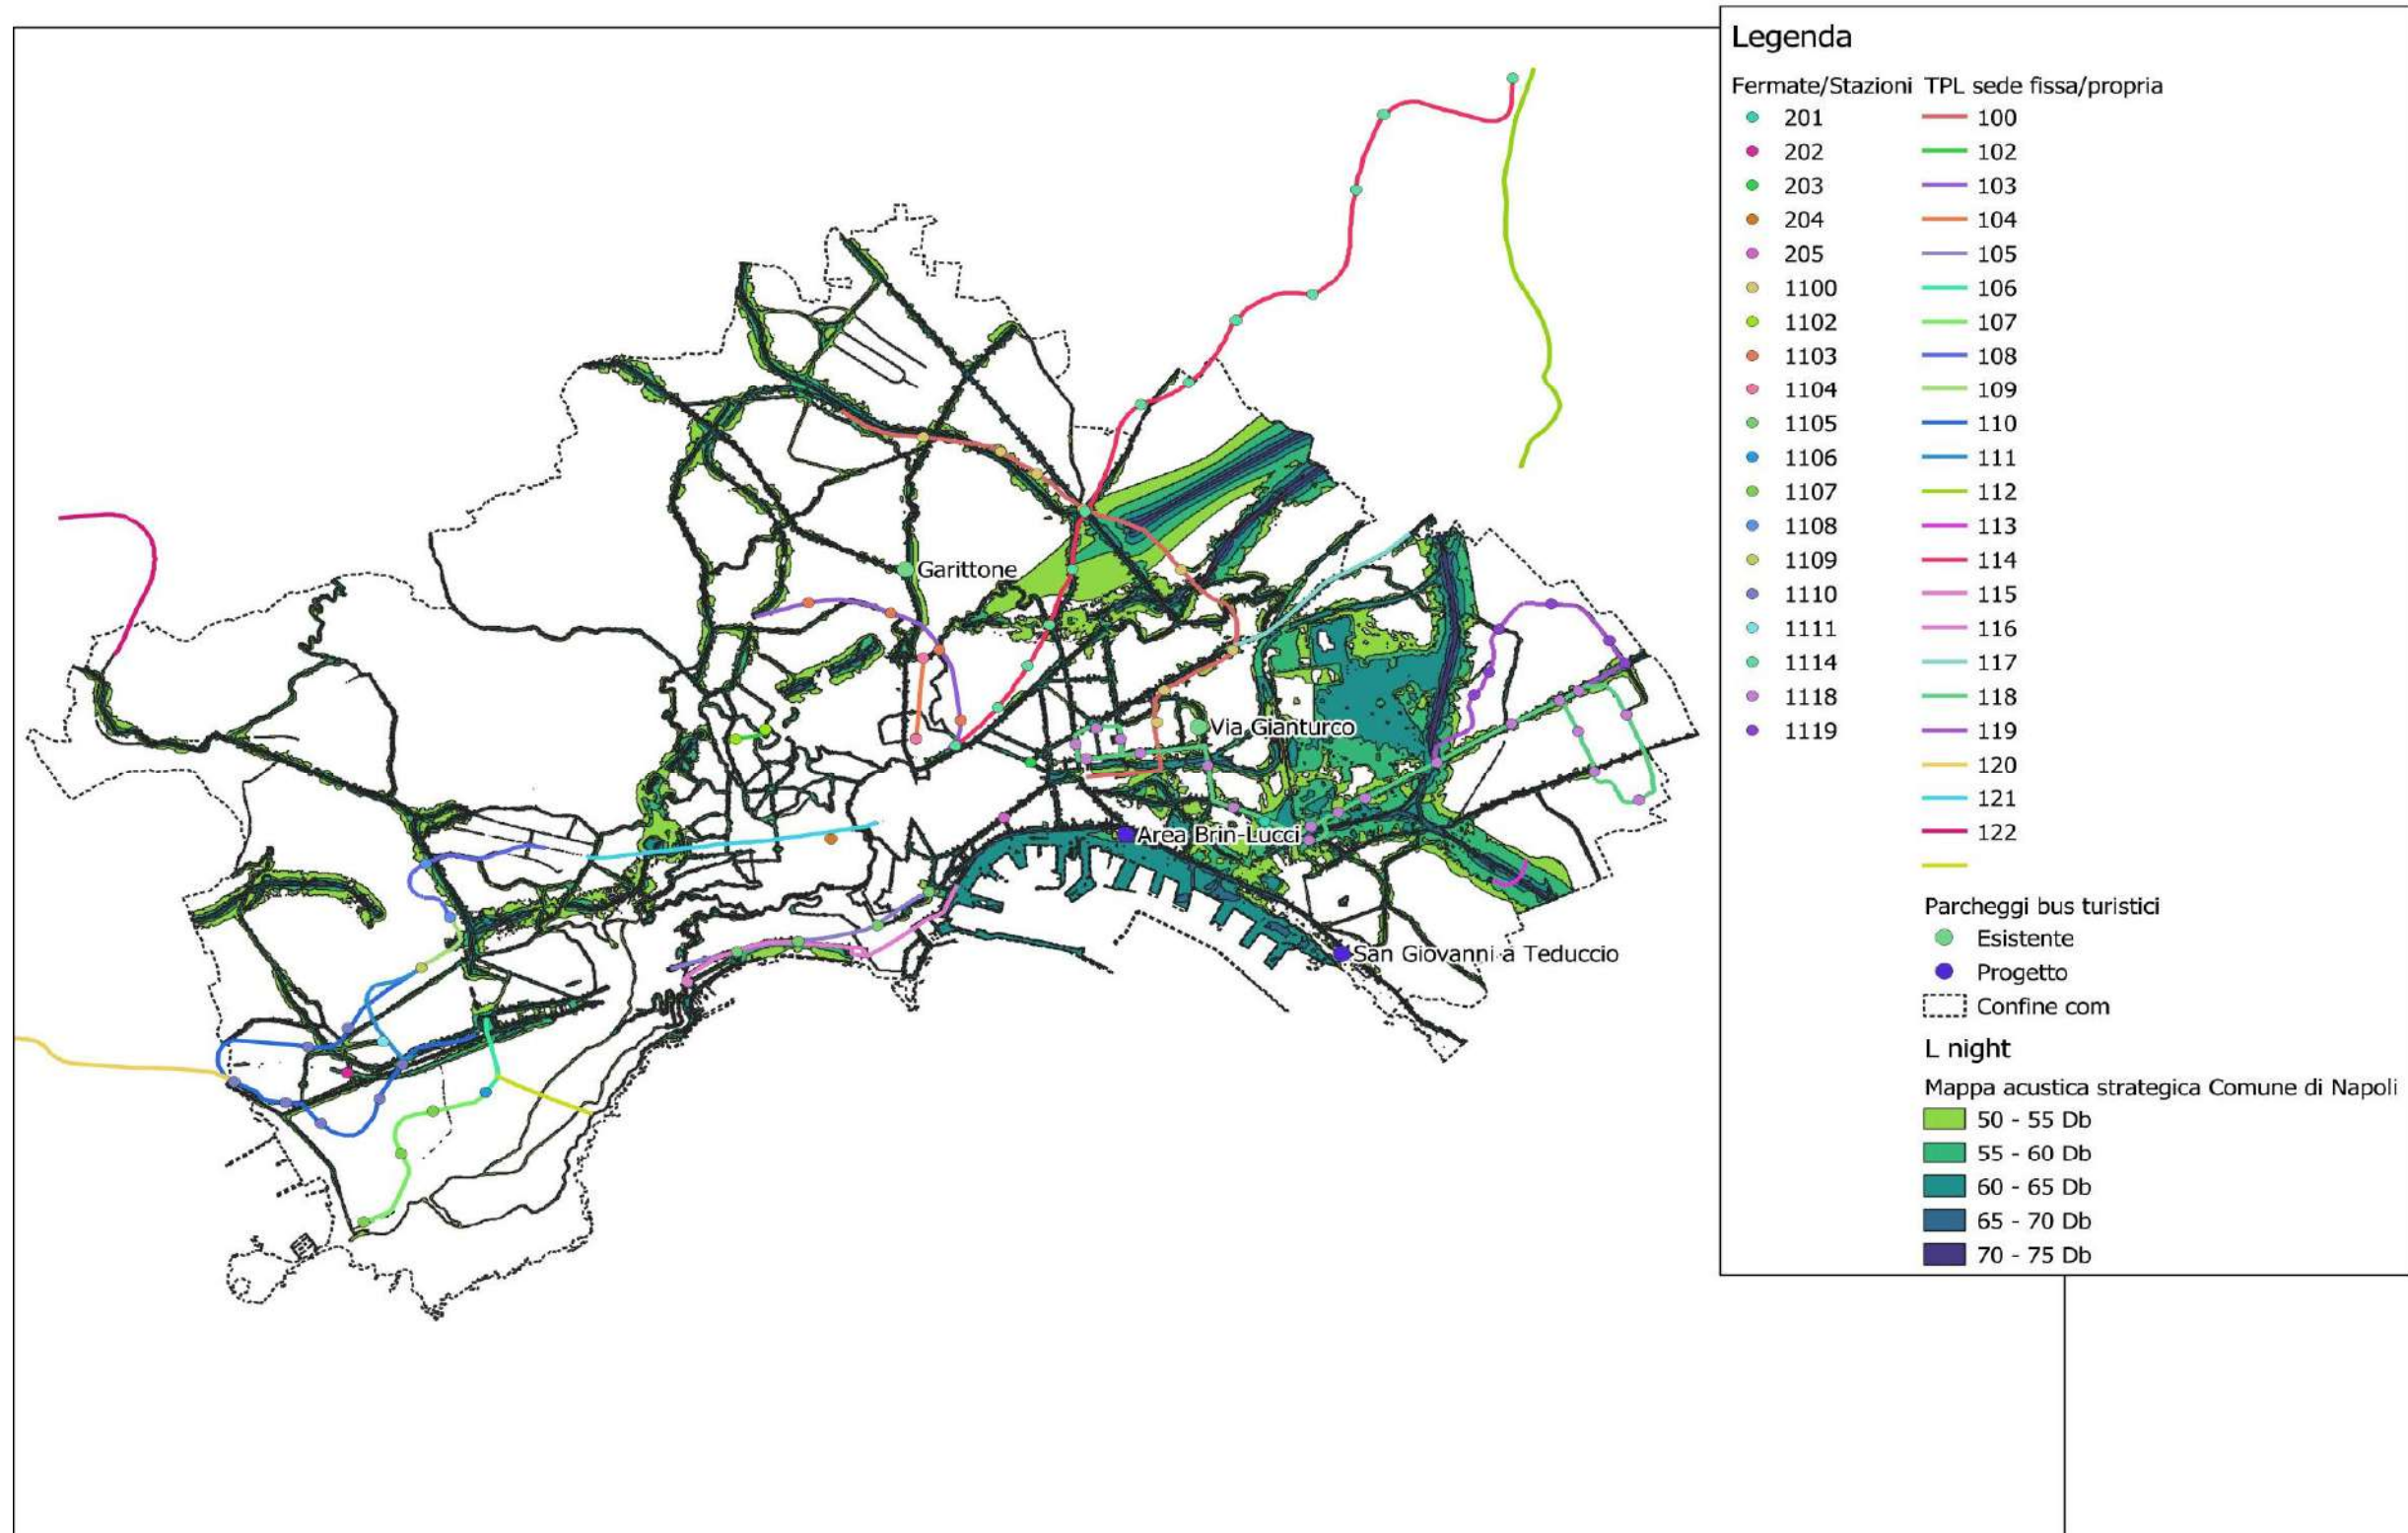 Legenda
Fermate/Stazioni TPL sede fissa/propria
201 100
202 102
203 103
204 104
205 105
1100 106
1102 107
1103 108
1104 109
1105 110
1106 111
1107 112
1108 113
1109 114
1110 115
1111 116
1114 117
1118 118
1119 119
120
121
122
Parcheggi bus turistici
Esistente
Progetto
Confine com
L night
Mappa acustica strategica Comune di Napoli
50 - 55 Db
55 - 60 Db
60 - 65 Db
65 - 70 Db
70 - 75 Db
Garittone
Via Gianturco
Area Brin-Lucci
San Giovanni a Teduccio